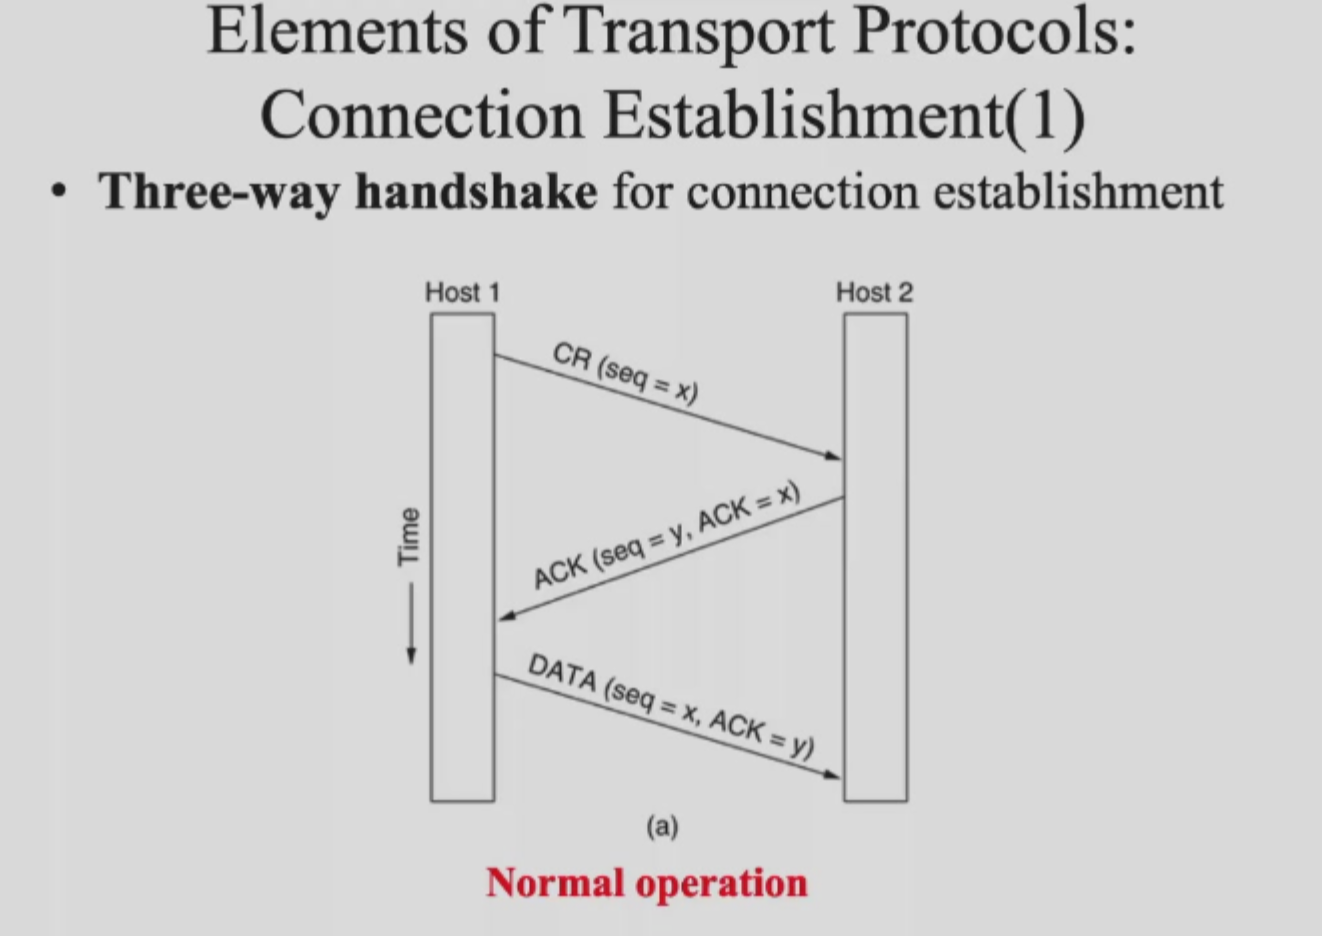 Elements of Transport Protocols:
Connection Establishment(1)
• Three-way handshake for connection establishment
Host 1
Host 2
CR (seq = x)
ACK (seq = y, ACK = x)
Time
DATA (seq = x, ACK = y)
(a)
Normal operation